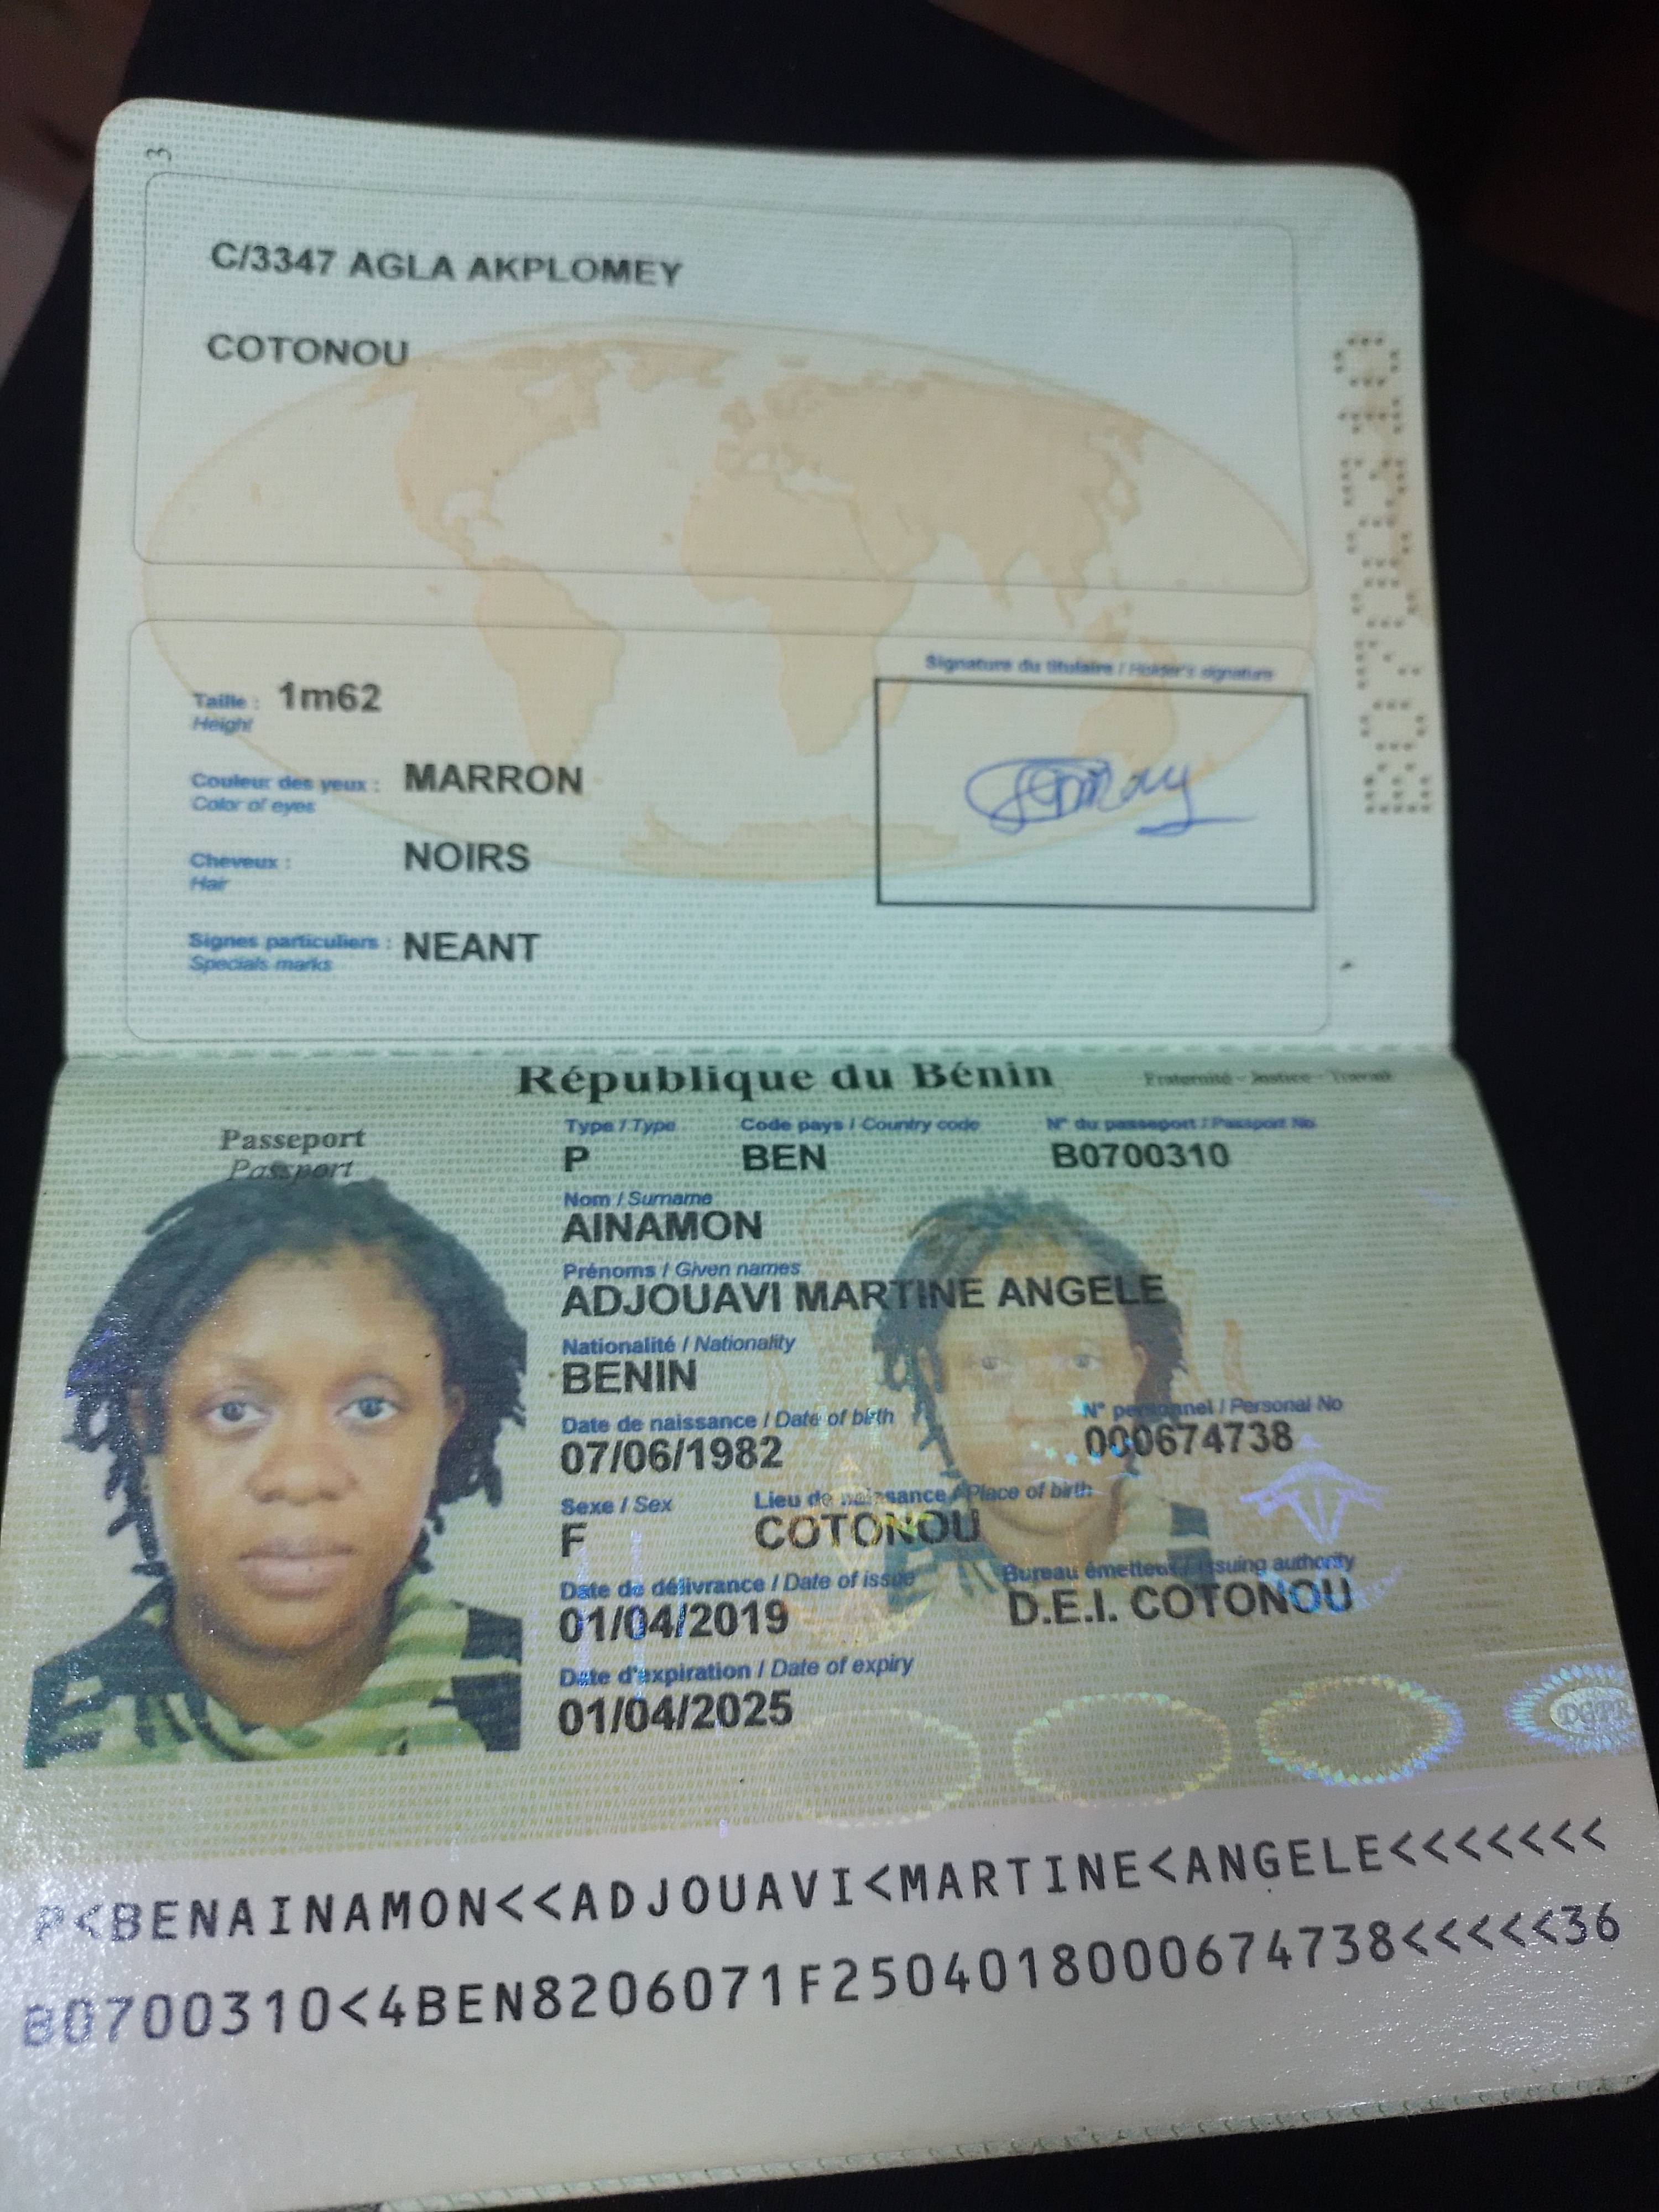 3
C/3347 AGLA AKPLOMEY
COTONOU
B0700310
Taille : 1m62
Height
Signature du titulaire / Holder's signature
Couleur des yeux : MARRON
Color of eyes
Cheveux : NOIRS
Hair
Signes particuliers : NEANT
Specials marks
République du Bénin
Fraternité - Justice - Travail
Passeport
Passport
Type / Type Code pays / Country code N° du passeport / Passport No
P BEN B0700310
Nom / Surname
AINAMON
Prénoms / Given names
ADJOUAVI MARTINE ANGELE
Nationalité / Nationality
BENIN
Date de naissance / Date of birth N° personnel / Personal No
07/06/1982 000674738
Sexe / Sex Lieu de naissance / Place of birth
F COTONOU
Date de délivrance / Date of issue Bureau émetteur / Issuing authority
01/04/2019 D.E.I. COTONOU
Date d'expiration / Date of expiry
01/04/2025
P<BENAINAMON<<ADJOUAVI<MARTINE<ANGELE<<<<<<<
B0700310<4BEN8206071F2504018000674738<<<<<36